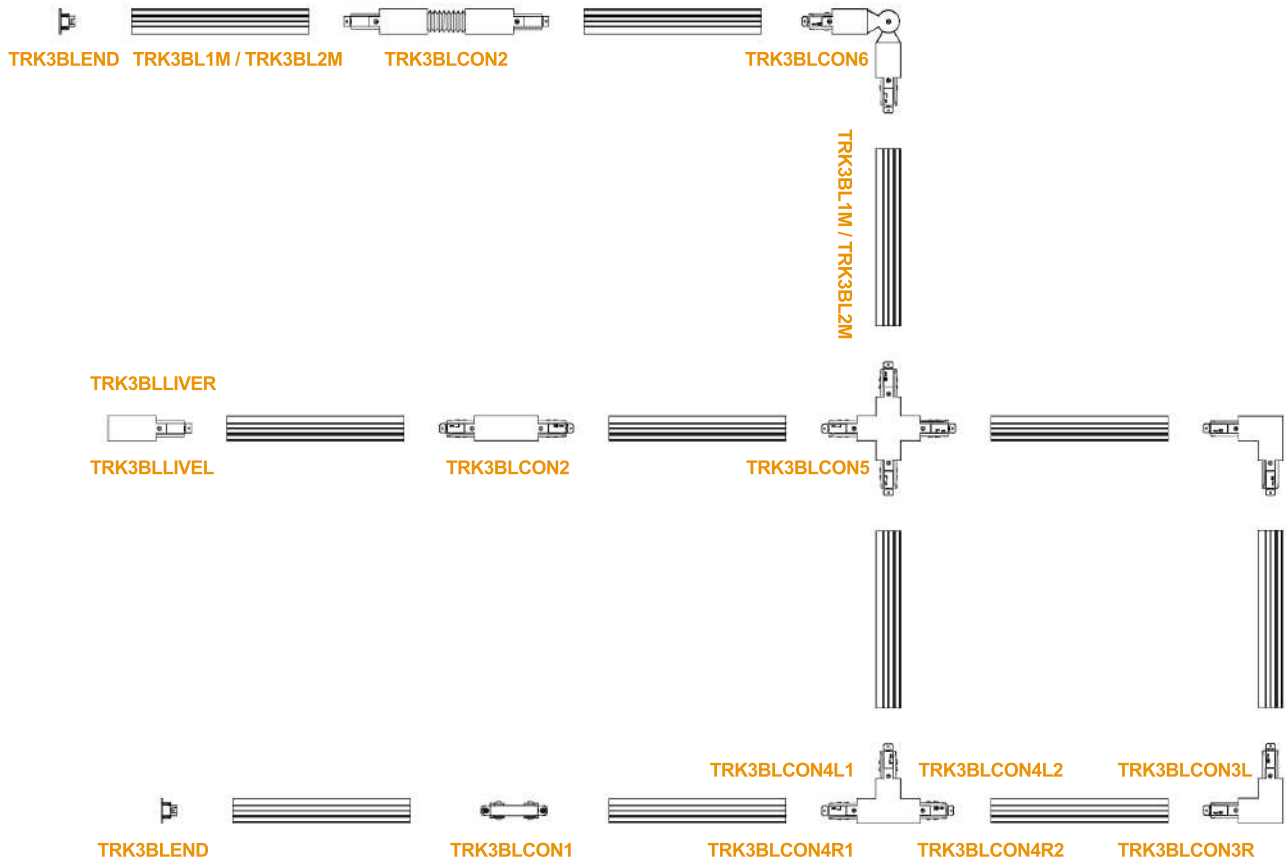 TRK3BLEND
TRK3BL1M / TRK3BL2M
TRK3BLCON2
TRK3BLCON6
TRK3BL1M / TRK3BL2M
TRK3BLLIVER
TRK3BLLIVEL
TRK3BLCON2
TRK3BLCON5
TRK3BLCON4L1
TRK3BLCON4L2
TRK3BLCON3L
TRK3BLEND
TRK3BLCON1
TRK3BLCON4R1
TRK3BLCON4R2
TRK3BLCON3R